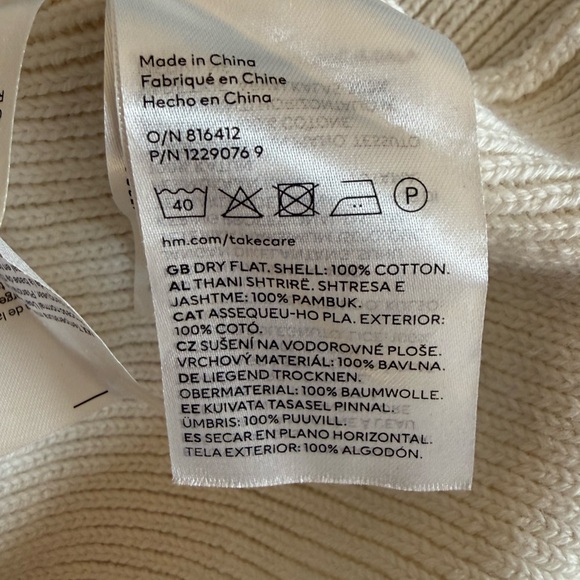 Made in China
Fabriqué en Chine
Hecho en China
O/N 816412
P/N 1229076 9
40
P
hm.com/takecare
GB DRY FLAT. SHELL: 100% COTTON.
AL THANI SHTRIRË. SHTRESA E
JASHTME: 100% PAMBUK.
CAT ASSEQUEU-HO PLA. EXTERIOR:
100% COTÓ.
CZ SUŠENÍ NA VODOROVNÉ PLOŠE.
VRCHOVÝ MATERIÁL: 100% BAVLNA.
DE LIEGEND TROCKNEN.
OBERMATERIAL: 100% BAUMWOLLE.
EE KUIVATA TASASEL PINNAL.
ÜMBRIS: 100% PUUVILL.
ES SECAR EN PLANO HORIZONTAL.
TELA EXTERIOR: 100% ALGODÓN.